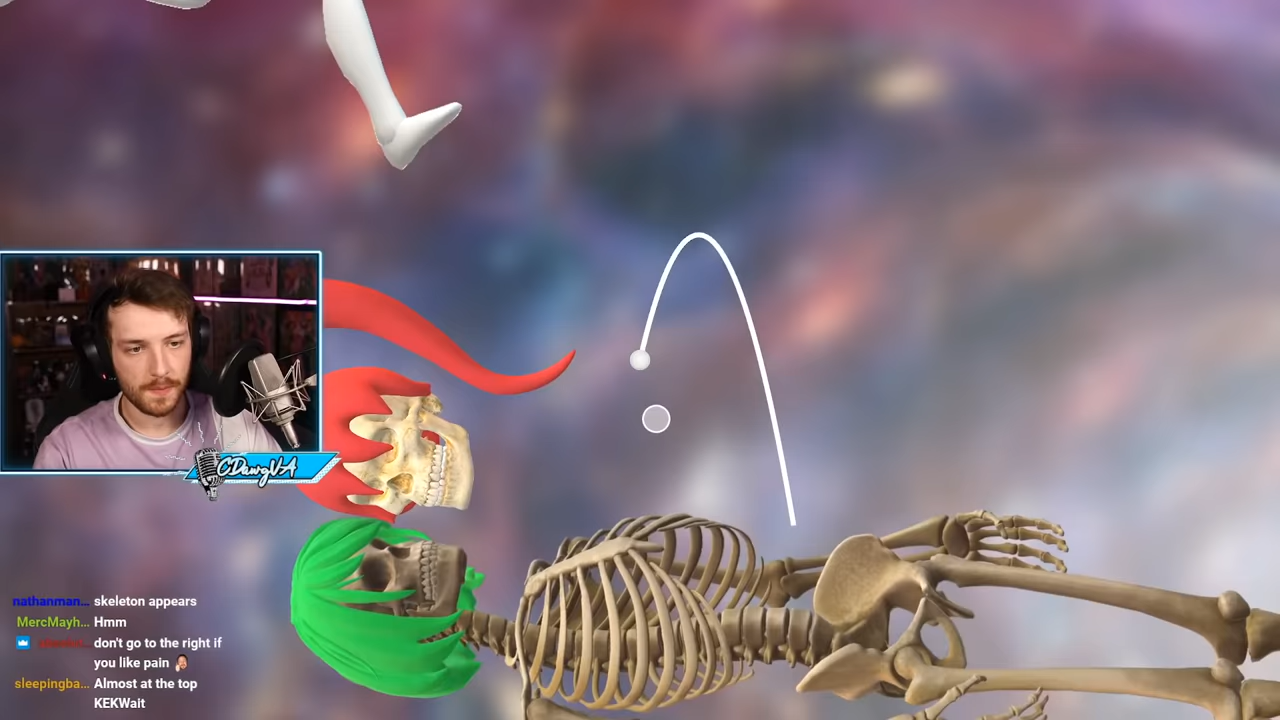 CDawgVA
nathanman... skeleton appears
MercMayh... Hmm
don't go to the right if
you like pain
sleepingba... Almost at the top
KEKWait